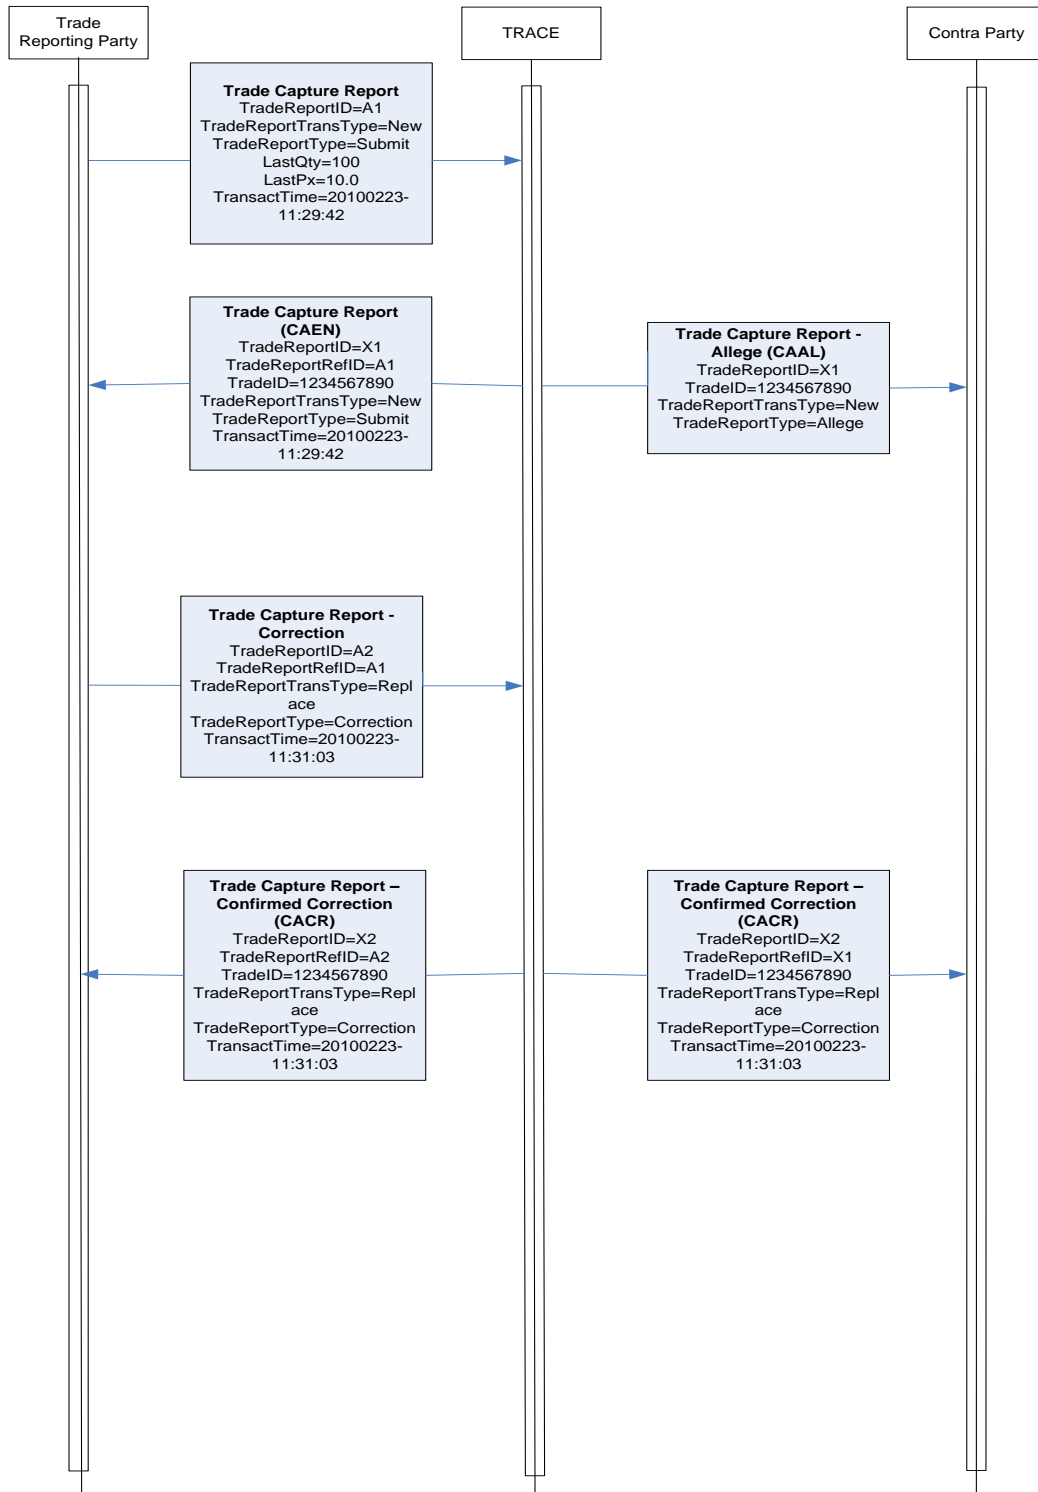 Trade
Reporting Party
TRACE
Contra Party
Trade Capture Report
TradeReportID=A1
TradeReportTransType=New
TradeReportType=Submit
LastQty=100
LastPx=10.0
TransactTime=20100223-
11:29:42
Trade Capture Report
(CAEN)
TradeReportID=X1
TradeReportRefID=A1
TradeID=1234567890
TradeReportTransType=New
TradeReportType=Submit
TransactTime=20100223-
11:29:42
Trade Capture Report -
Allege (CAAL)
TradeReportID=X1
TradeID=1234567890
TradeReportTransType=New
TradeReportType=Allege
Trade Capture Report -
Correction
TradeReportID=A2
TradeReportRefID=A1
TradeReportTransType=Repl
ace
TradeReportType=Correction
TransactTime=20100223-
11:31:03
Trade Capture Report –
Confirmed Correction
(CACR)
TradeReportID=X2
TradeReportRefID=A2
TradeID=1234567890
TradeReportTransType=Repl
ace
TradeReportType=Correction
TransactTime=20100223-
11:31:03
Trade Capture Report –
Confirmed Correction
(CACR)
TradeReportID=X2
TradeReportRefID=X1
TradeID=1234567890
TradeReportTransType=Repl
ace
TradeReportType=Correction
TransactTime=20100223-
11:31:03